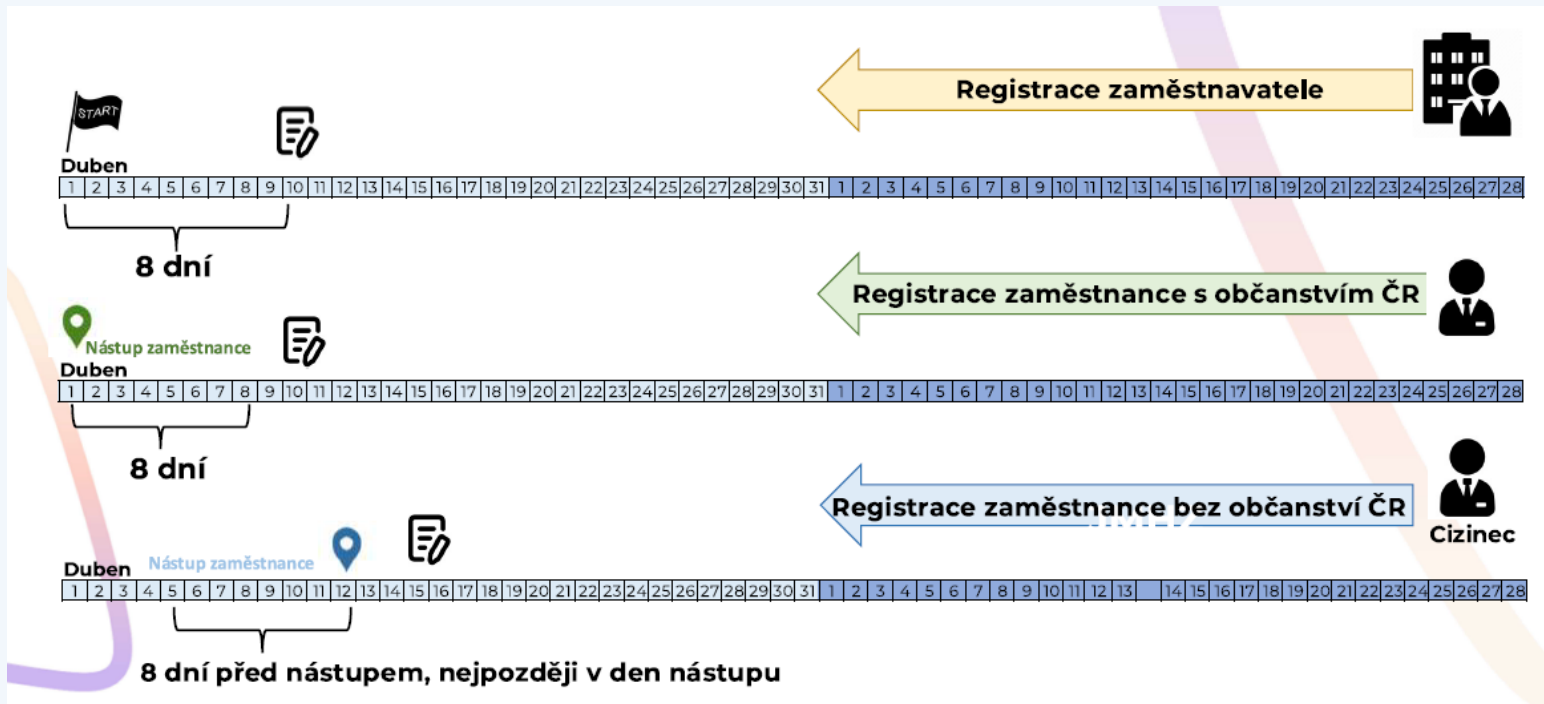 Registrace zaměstnavatele
START
Duben
1 2 3 4 5 6 7 8 9 10 11 12 13 14 15 16 17 18 19 20 21 22 23 24 25 26 27 28 29 30 31 1 2 3 4 5 6 7 8 9 10 11 12 13 14 15 16 17 18 19 20 21 22 23 24 25 26 27 28
8 dní
Registrace zaměstnance s občanstvím ČR
Nástup zaměstnance
Duben
1 2 3 4 5 6 7 8 9 10 11 12 13 14 15 16 17 18 19 20 21 22 23 24 25 26 27 28 29 30 31 1 2 3 4 5 6 7 8 9 10 11 12 13 14 15 16 17 18 19 20 21 22 23 24 25 26 27 28
8 dní
Registrace zaměstnance bez občanství ČR
Cizinec
Nástup zaměstnance
Duben
1 2 3 4 5 6 7 8 9 10 11 12 13 14 15 16 17 18 19 20 21 22 23 24 25 26 27 28 29 30 31 1 2 3 4 5 6 7 8 9 10 11 12 13 14 15 16 17 18 19 20 21 22 23 24 25 26 27 28
8 dní před nástupem, nejpozději v den nástupu